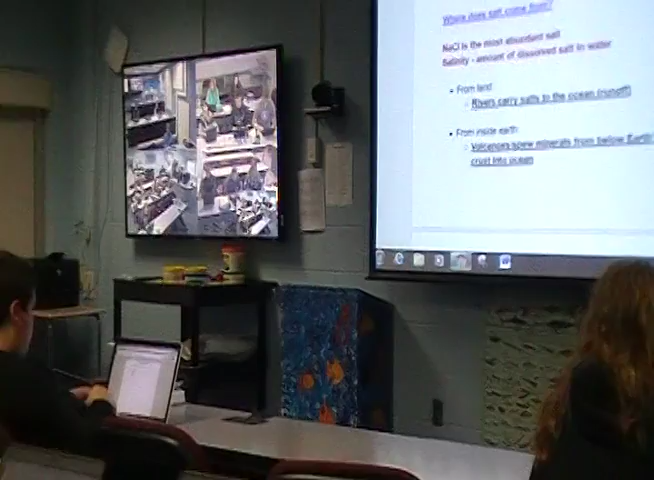 Where does salt come from?
NaCl is the most abundant salt
Salinity - amount of dissolved salt in water
• From land
○ Rivers carry salts to the ocean (runoff)
• From inside earth
○ Volcanoes spew minerals from below Earth
crust into ocean